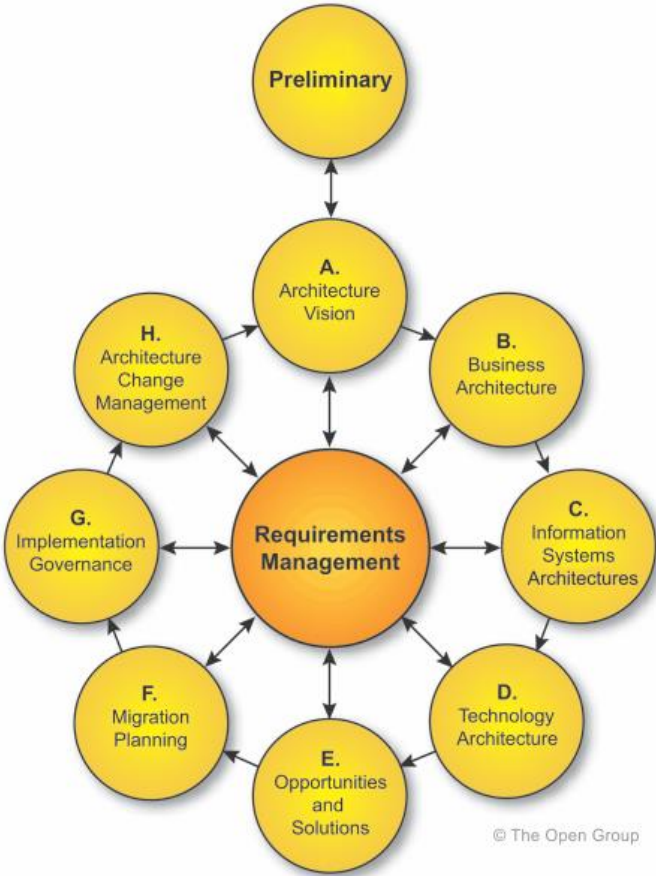 Preliminary
A.
Architecture
Vision
B.
Business
Architecture
C.
Information
Systems
Architectures
D.
Technology
Architecture
E.
Opportunities
and
Solutions
F.
Migration
Planning
G.
Implementation
Governance
H.
Architecture
Change
Management
Requirements
Management
© The Open Group